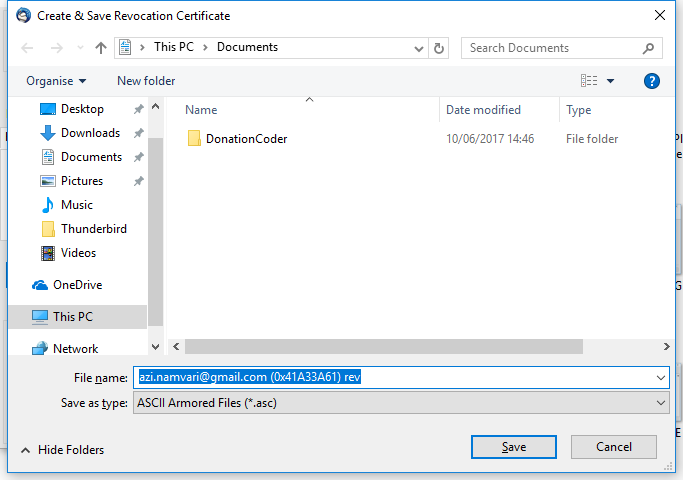 Create & Save Revocation Certificate
This PC
Documents
Search Documents
Organise
New folder
Name
Date modified
Type
Desktop
Downloads
Documents
Pictures
Music
Thunderbird
Videos
OneDrive
This PC
Network
DonationCoder
10/06/2017 14:46
File folder
File name:
azi.namvari@gmail.com (0x41A33A61) rev
Save as type:
ASCII Armored Files (*.asc)
Hide Folders
Save
Cancel